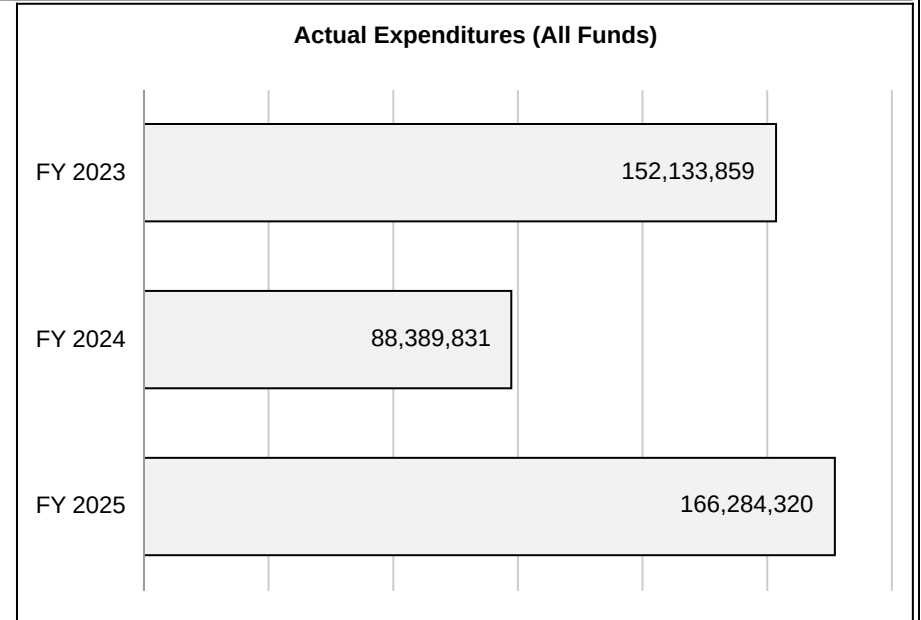 Actual Expenditures (All Funds)
FY 2023 152,133,859
FY 2024 88,389,831
FY 2025 166,284,320